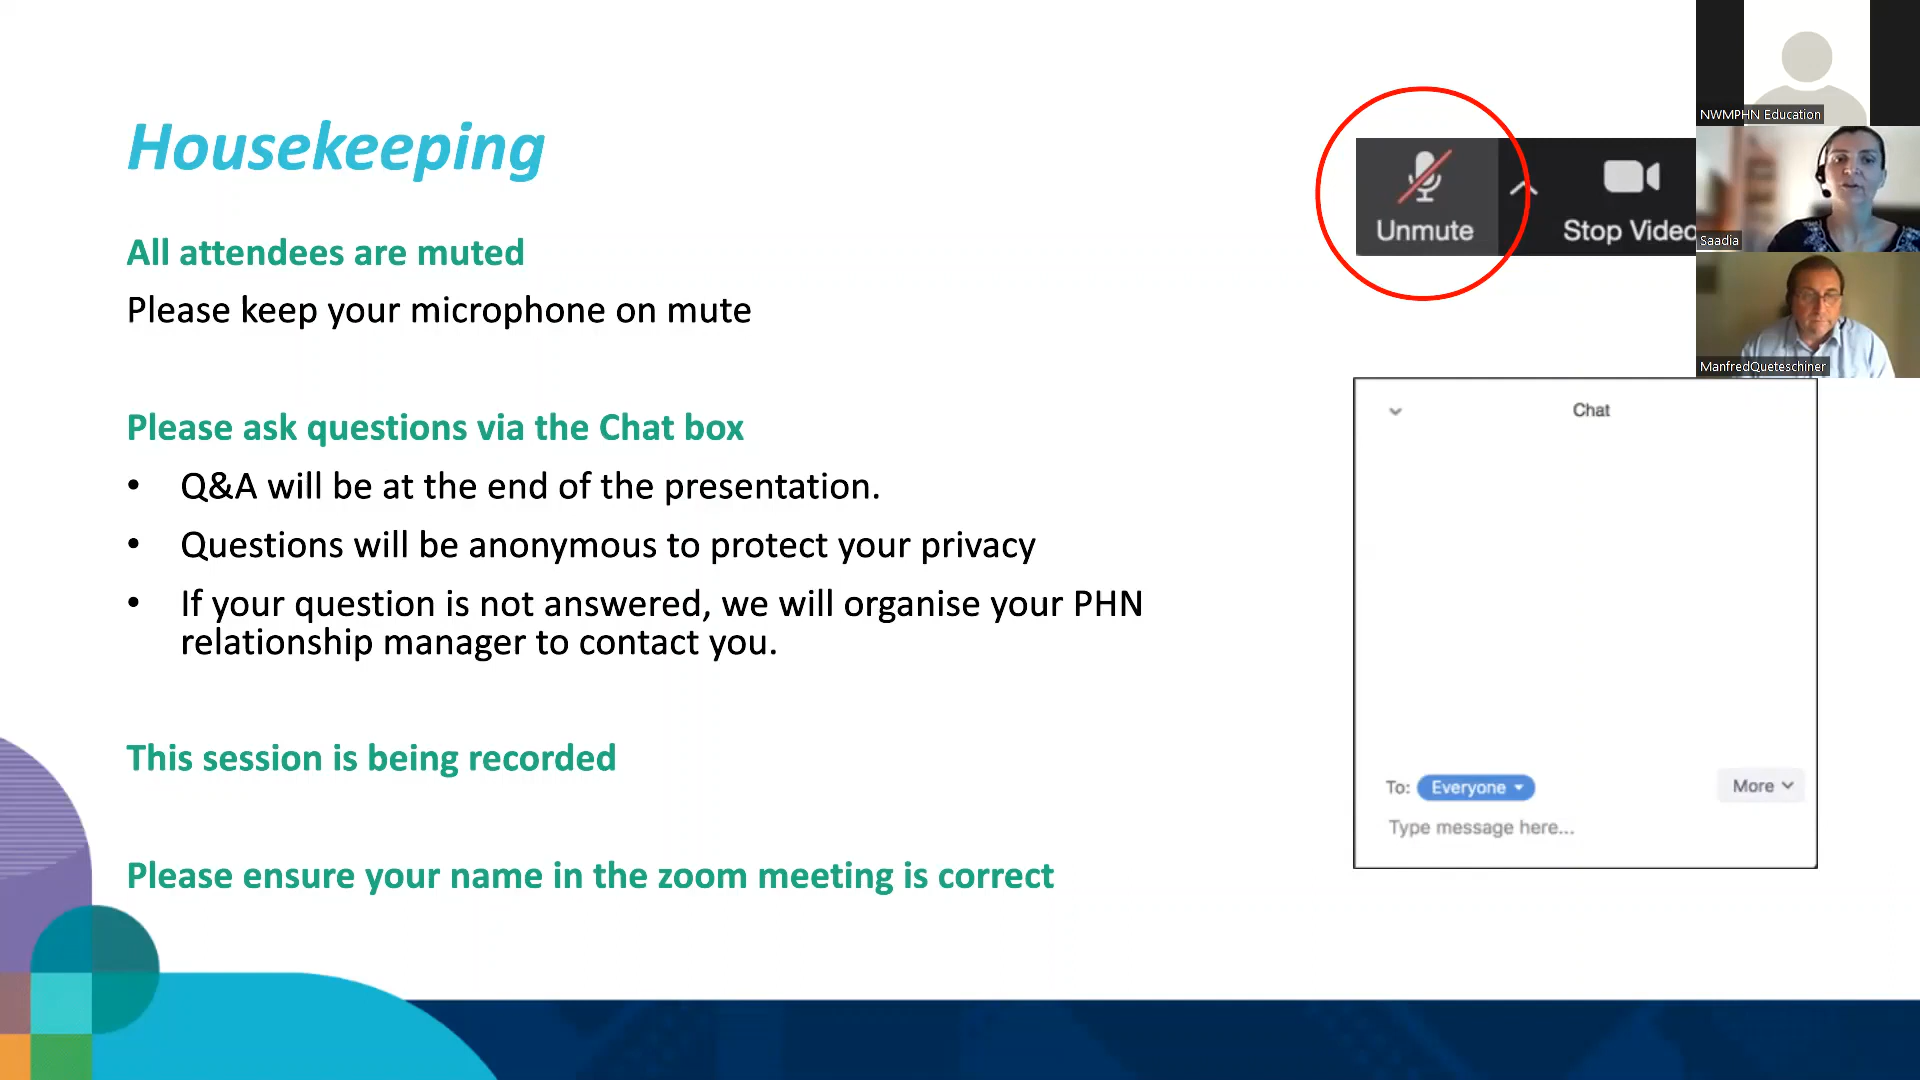 Housekeeping
All attendees are muted
Please keep your microphone on mute
Please ask questions via the Chat box
• Q&A will be at the end of the presentation.
• Questions will be anonymous to protect your privacy
• If your question is not answered, we will organise your PHN
relationship manager to contact you.
This session is being recorded
Please ensure your name in the zoom meeting is correct
Unmute
Stop Video
NWMPHN Education
Saadia
ManfredQueteschiner
Chat
To: Everyone
More
Type message here...